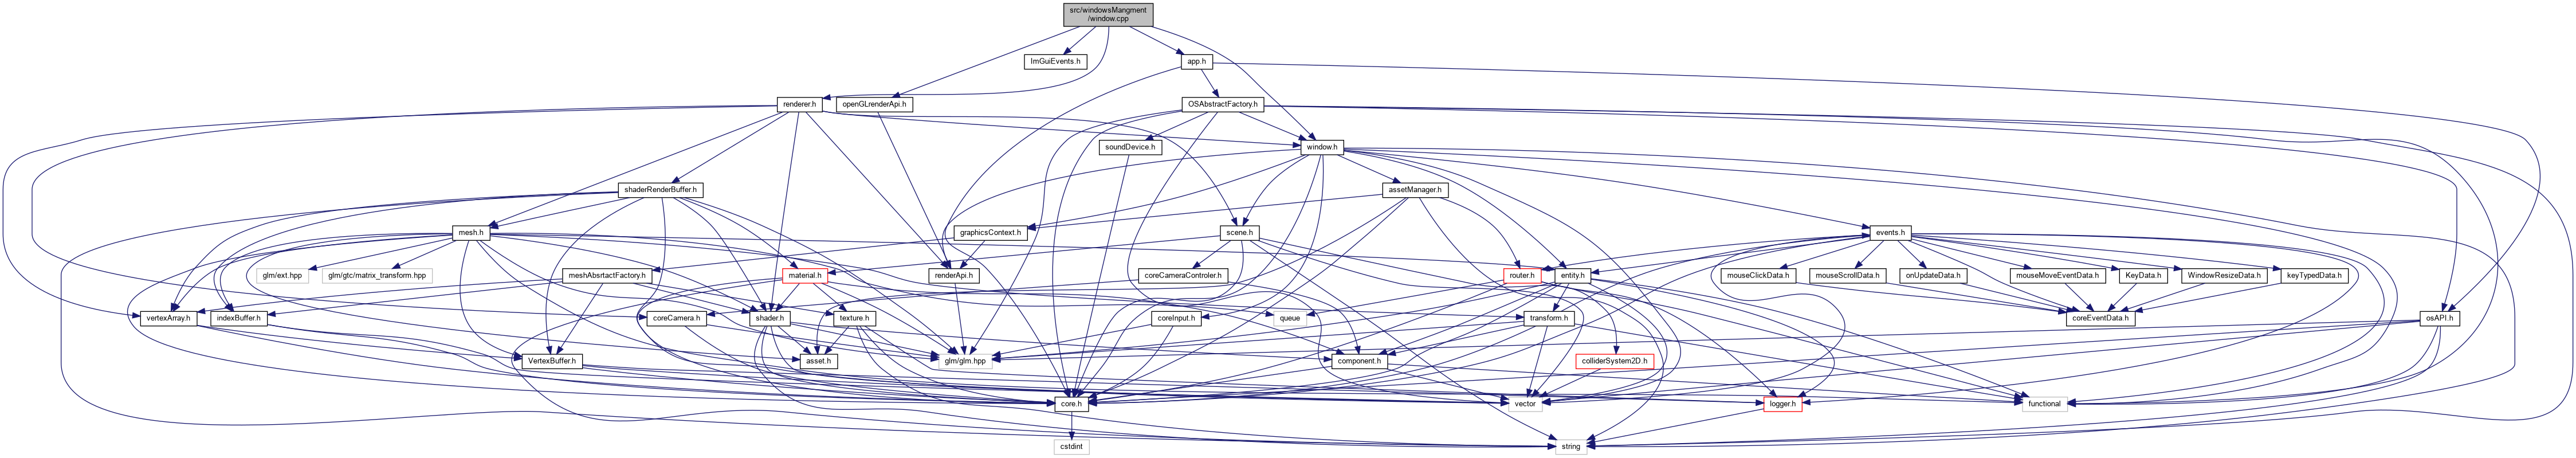 src/windowsMangment
/window.cpp
ImGuiEvents.h
app.h
renderer.h
openGLrenderApi.h
OSAbstractFactory.h
soundDevice.h
window.h
shaderRenderBuffer.h
assetManager.h
mesh.h
graphicsContext.h
scene.h
events.h
glm/ext.hpp
glm/gtc/matrix_transform.hpp
meshAbsrtactFactory.h
material.h
renderApi.h
coreCameraControler.h
router.h
entity.h
mouseClickData.h
mouseScrollData.h
onUpdateData.h
mouseMoveEventData.h
KeyData.h
WindowResizeData.h
keyTypedData.h
vertexArray.h
indexBuffer.h
coreCamera.h
shader.h
texture.h
coreInput.h
queue
transform.h
coreEventData.h
osAPI.h
VertexBuffer.h
asset.h
glm/glm.hpp
component.h
colliderSystem2D.h
core.h
vector
logger.h
functional
cstdint
string